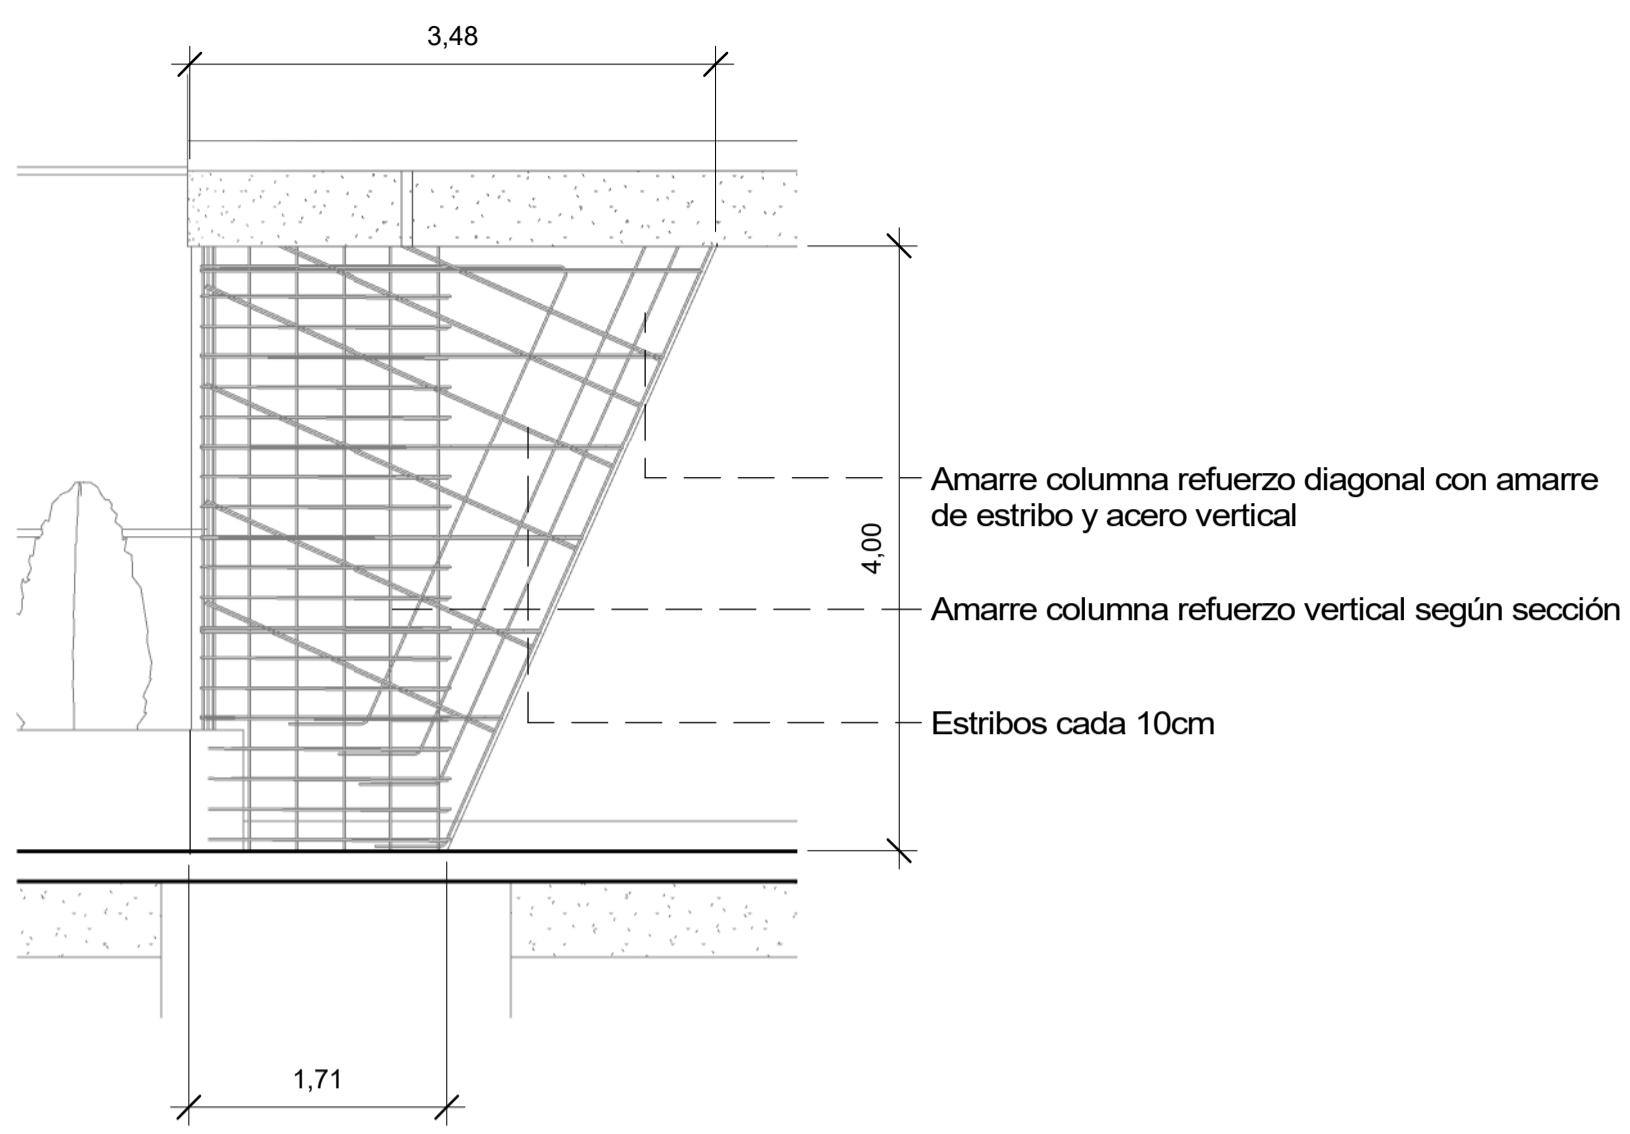 3,48
Amarre columna refuerzo diagonal con amarre
de estribo y acero vertical
4,00
Amarre columna refuerzo vertical según sección
Estribos cada 10cm
1,71